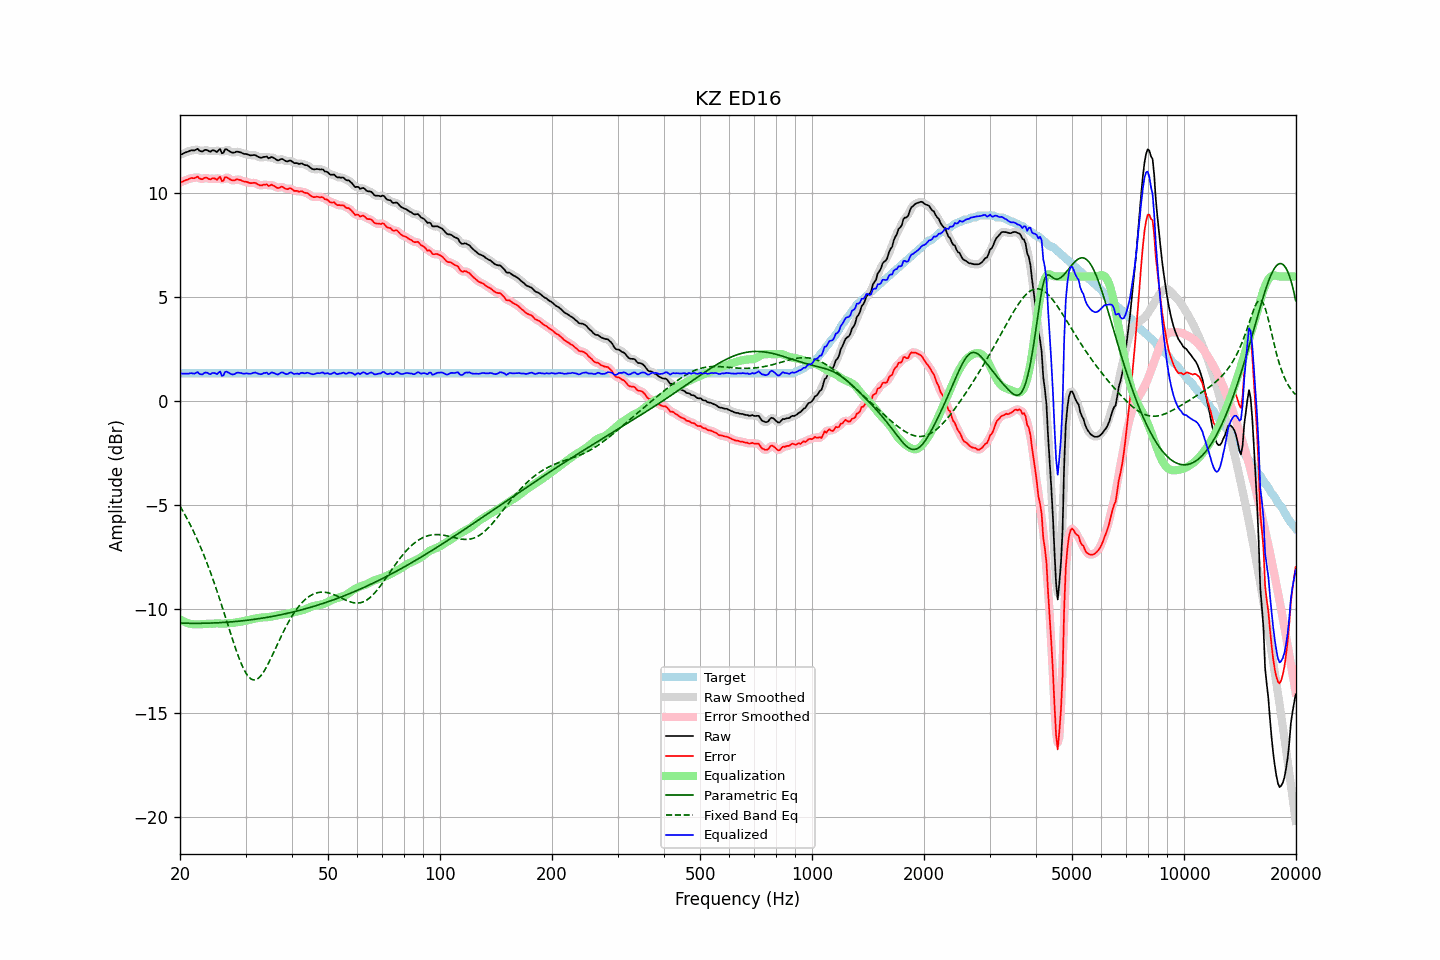 KZ ED16
Amplitude (dBr)
10
5
0
−5
−10
−15
−20
Target
Raw Smoothed
Error Smoothed
Raw
Error
Equalization
Parametric Eq
Fixed Band Eq
Equalized
20 50 100 200 500 1000 2000 5000 10000 20000
Frequency (Hz)